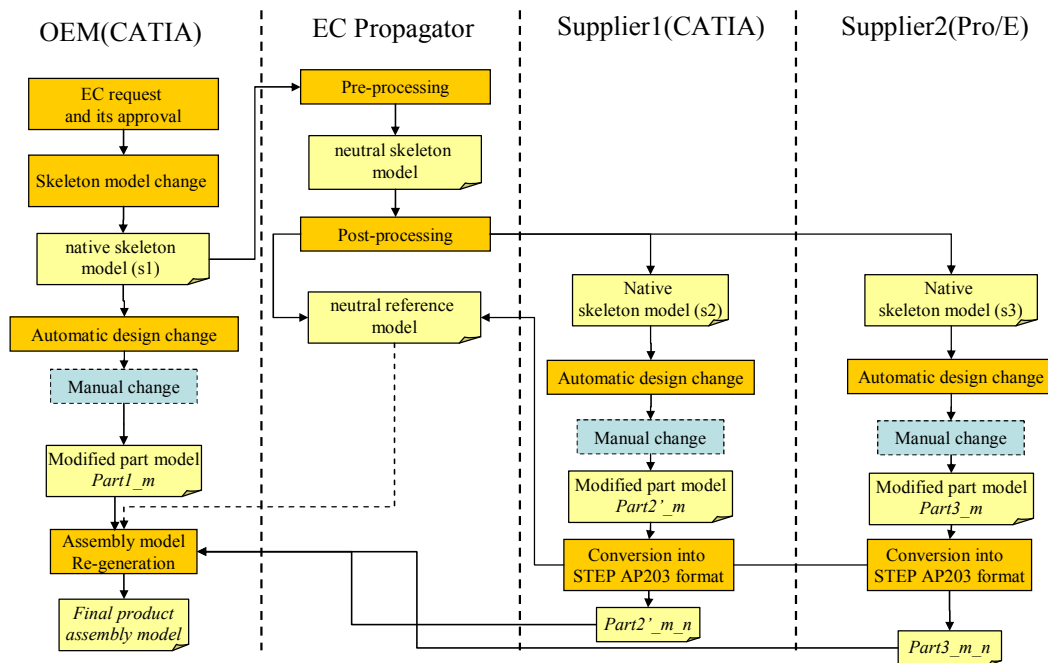 OEM(CATIA)
EC Propagator
Supplier1(CATIA)
Supplier2(Pro/E)
EC request
and its approval
Skeleton model change
native skeleton
model (s1)
Automatic design change
Manual change
Modified part model
Part1_m
Assembly model
Re-generation
Final product
assembly model
Pre-processing
neutral skeleton
model
Post-processing
neutral reference
model
Native
skeleton model (s2)
Automatic design change
Manual change
Modified part model
Part2’_m
Conversion into
STEP AP203 format
Part2’_m_n
Native
skeleton model (s3)
Automatic design change
Manual change
Modified part model
Part3_m
Conversion into
STEP AP203 format
Part3_m_n